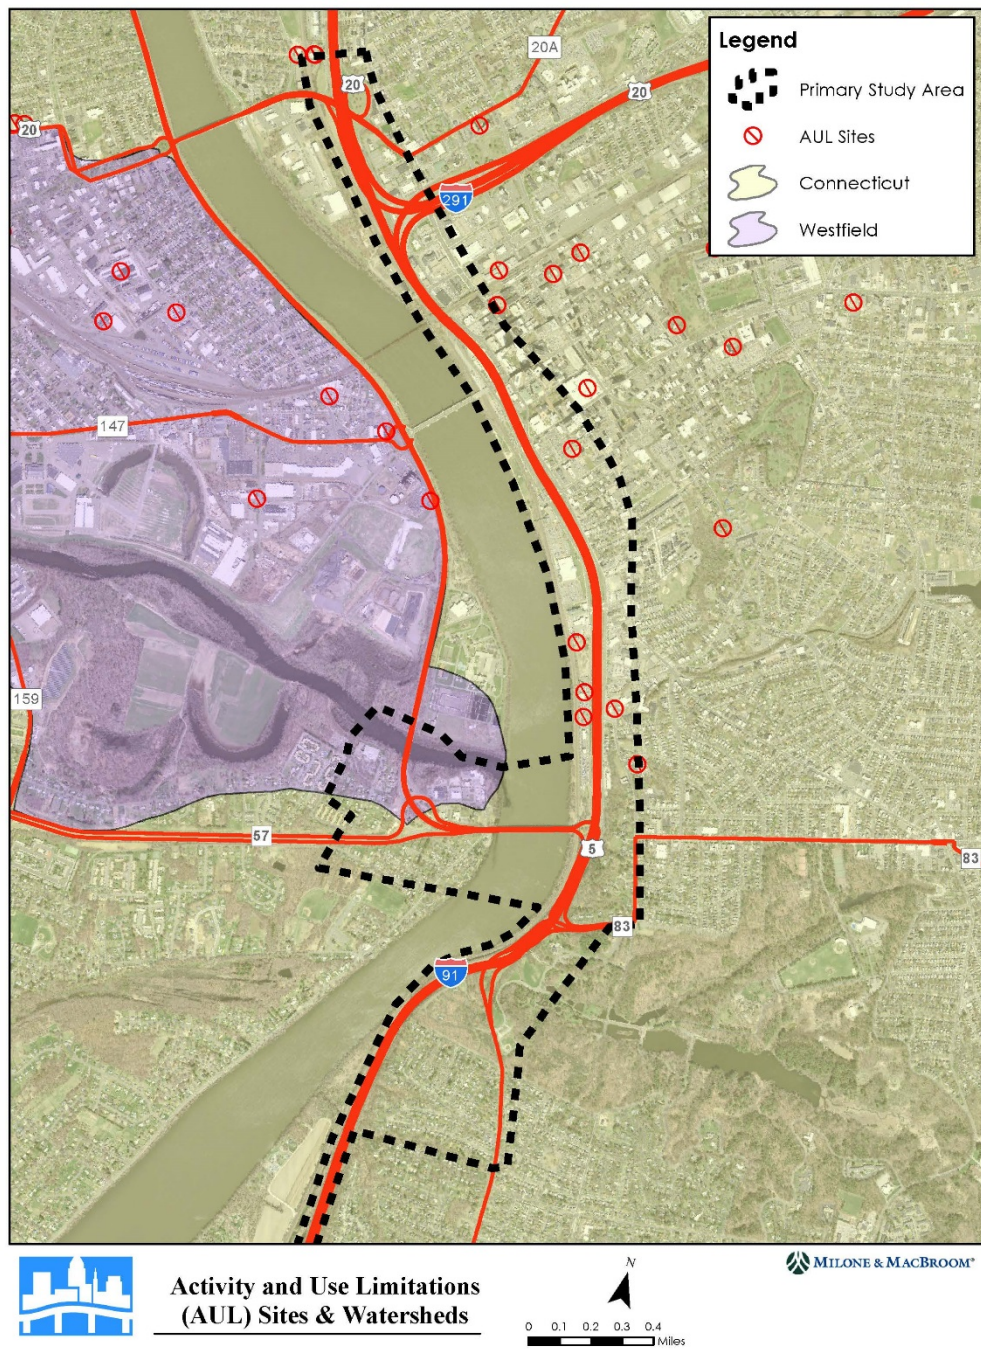 Legend
Primary Study Area
AUL Sites
Connecticut
Westfield
20A
20
20
20
291
147
159
57
5
83
83
91
Activity and Use Limitations
(AUL) Sites & Watersheds
N
0 0.1 0.2 0.3 0.4
Miles
MILONE & MACBROOM®